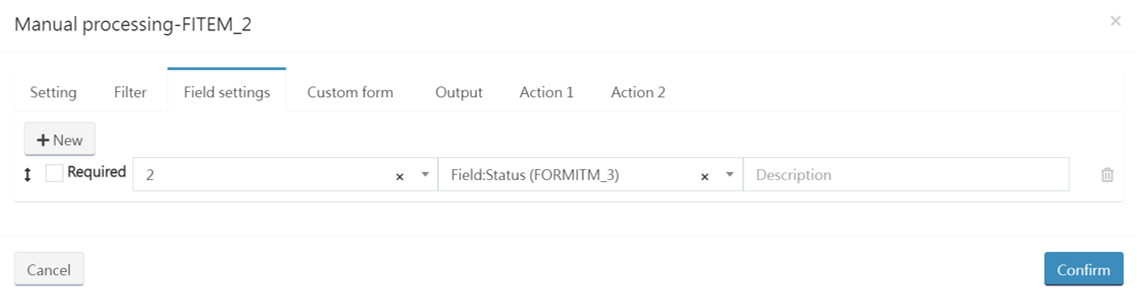 Manual processing-FITEM_2 ×
Setting Filter Field settings Custom form Output Action 1 Action 2
+ New
Required 2 × Field:Status (FORMITM_3) × Description
Cancel Confirm